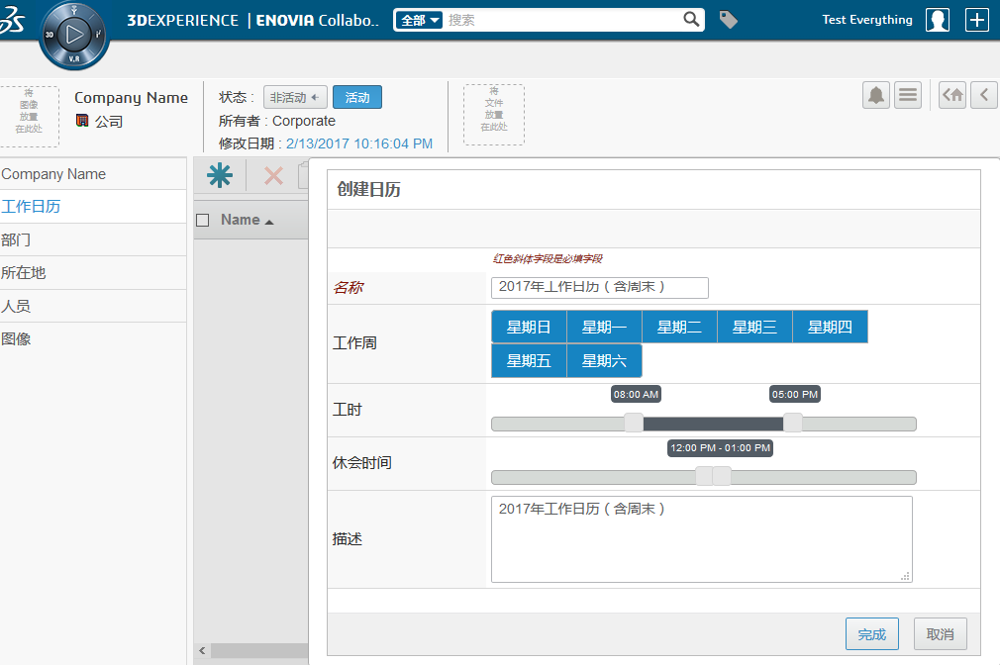 3DEXPERIENCE | ENOVIA Collabo..
全部
搜索
Test Everything
3D
V.R
将
图像
放置
在此处
Company Name
公司
状态 : 非活动 活动
所有者 : Corporate
修改日期 : 2/13/2017 10:16:04 PM
将
文件
放置
在此处
Company Name
工作日历
部门
所在地
人员
图像
Name
创建日历
红色斜体字段是必填字段
名称
2017年工作日历（含周末）
工作周
星期日 星期一 星期二 星期三 星期四
星期五 星期六
工时
08:00 AM 05:00 PM
休会时间
12:00 PM - 01:00 PM
描述
2017年工作日历（含周末）
完成 取消